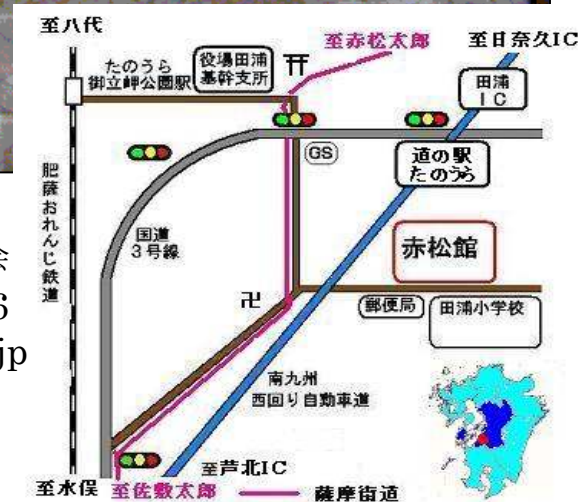 至八代
至赤松太郎
至日奈久IC
たのうら
御立岬公園駅
役場田浦
基幹支所
田浦
IC
GS
道の駅
たのうら
肥薩おれんじ鉄道
国道
3号線
赤松館
会
6
jp
卍
郵便局
田浦小学校
南九州
西回り自動車道
至芦北IC
至水俣
至佐敷太郎
薩摩街道